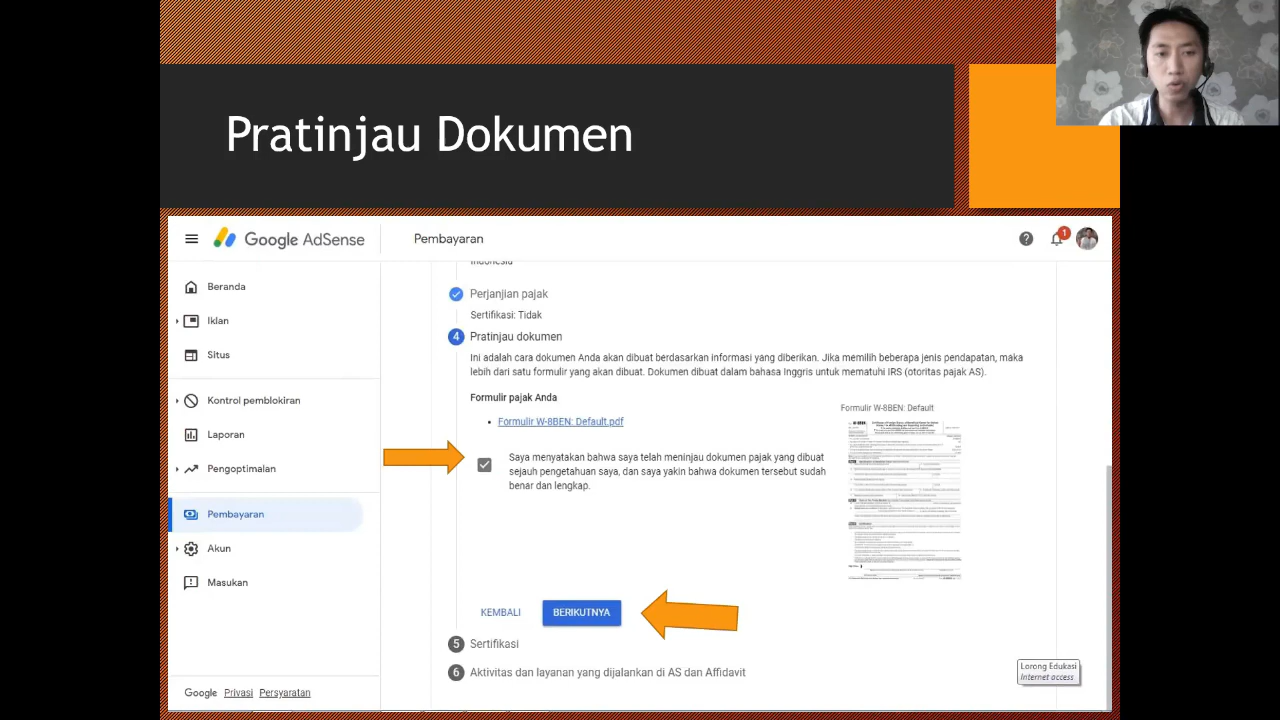 Pratinjau Dokumen
Google AdSense
Pembayaran
1
Beranda
Iklan
Situs
Kontrol pemblokiran
Laporan
Pengoptimalan
Pembayaran
Akun
Masukan
Google Privasi Persyaratan
Indonesia
Perjanjian pajak
Sertifikasi: Tidak
4 Pratinjau dokumen
Ini adalah cara dokumen Anda akan dibuat berdasarkan informasi yang diberikan. Jika memilih beberapa jenis pendapatan, maka
lebih dari satu formulir yang akan dibuat. Dokumen dibuat dalam bahasa Inggris untuk mematuhi IRS (otoritas pajak AS).
Formulir pajak Anda
Formulir W-8BEN: Default.pdf
Saya menyatakan bahwa saya telah meninjau dokumen pajak yang dibuat
sejauh pengetahuan saya, dan saya yakin bahwa dokumen tersebut sudah
benar dan lengkap.
Formulir W-8BEN: Default
KEMBALI BERIKUTNYA
5 Sertifikasi
6 Aktivitas dan layanan yang dijalankan di AS dan Affidavit
Lorong Edukasi
Internet access